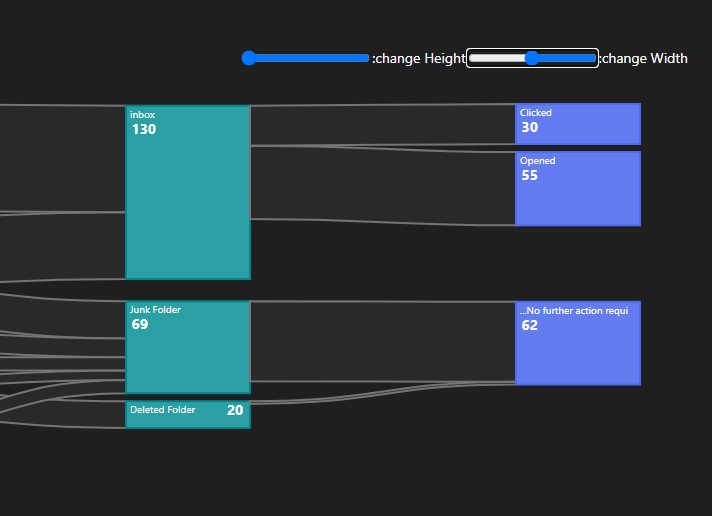 :change Height
:change Width
inbox
130
Clicked
30
Opened
55
Junk Folder
69
...No further action requi
62
Deleted Folder 20